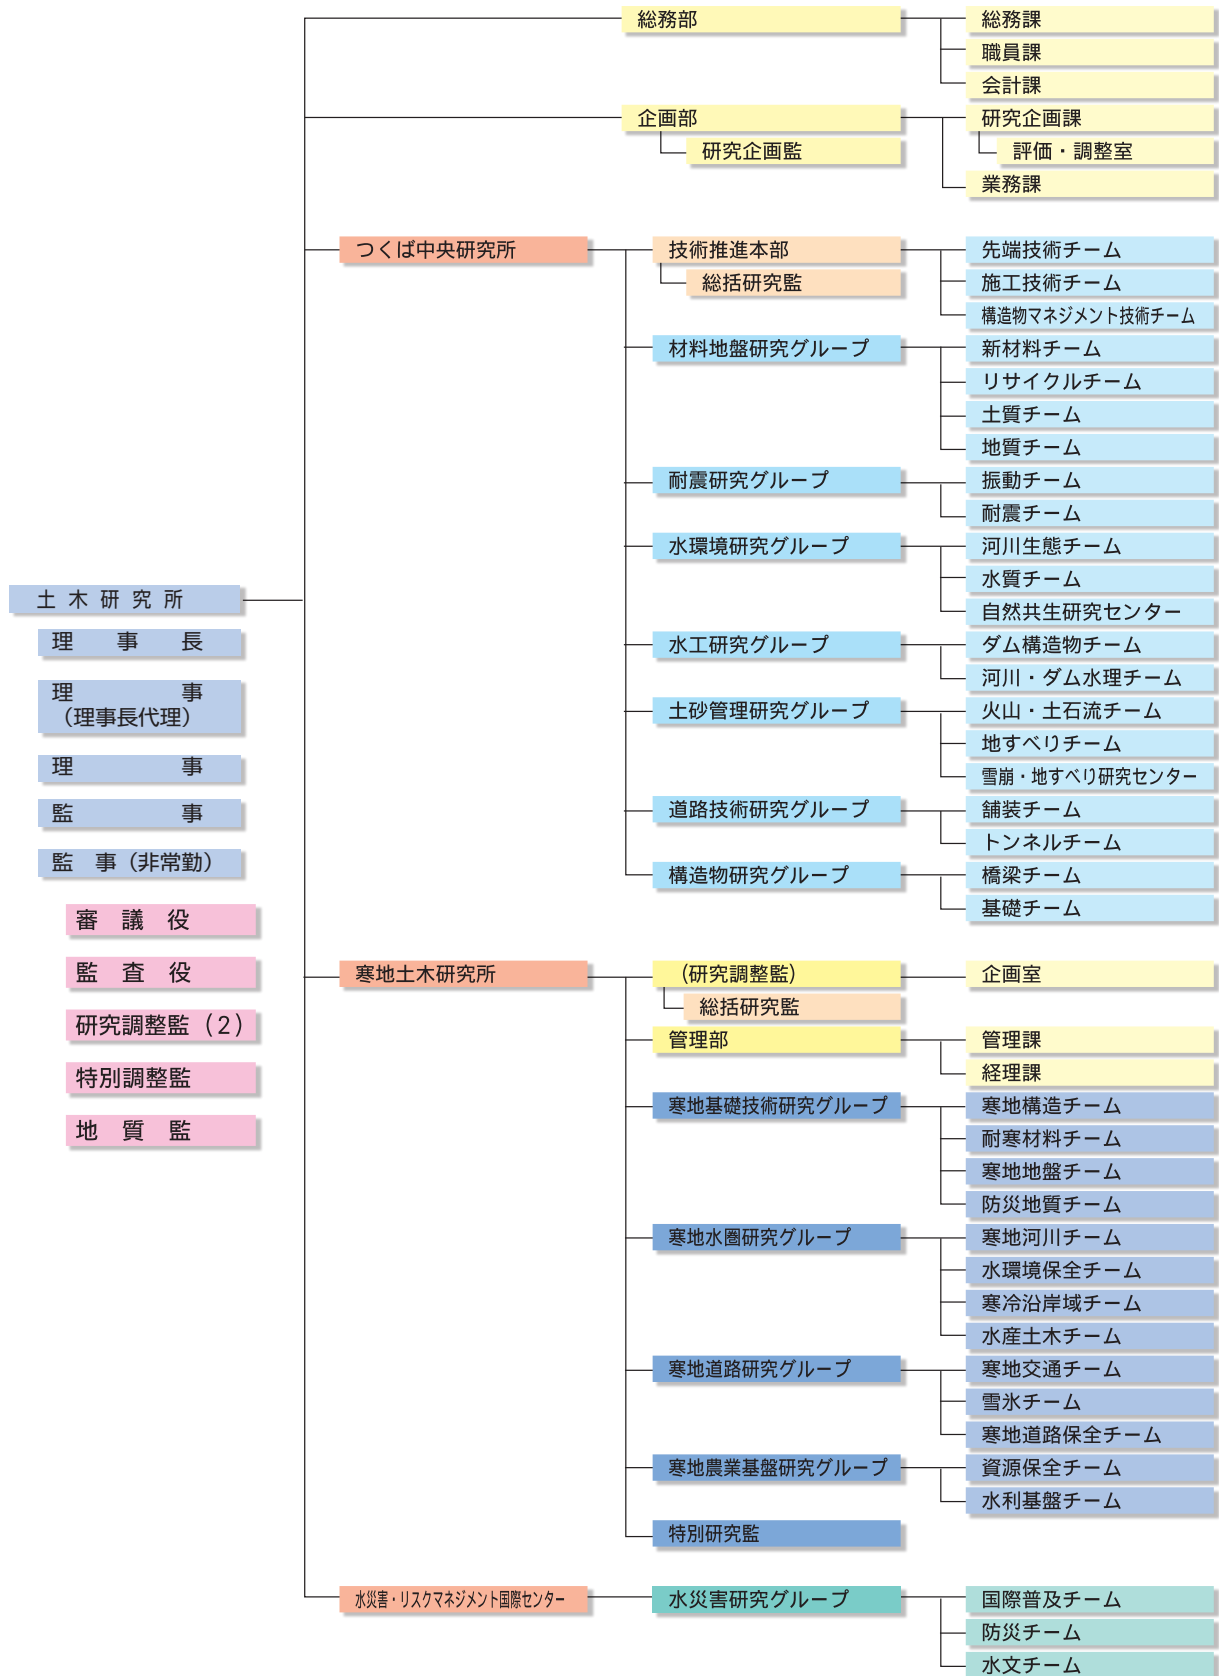 土木研究所
理事長
理事
（理事長代理）
理事
監事
監事（非常勤）
審議役
監査役
研究調整監（2）
特別調整監
地質監
総務部
総務課
職員課
会計課
企画部
研究企画監
研究企画課
評価・調整室
業務課
つくば中央研究所
技術推進本部
総括研究監
先端技術チーム
施工技術チーム
構造物マネジメント技術チーム
材料地盤研究グループ
新材料チーム
リサイクルチーム
土質チーム
地質チーム
耐震研究グループ
振動チーム
耐震チーム
水環境研究グループ
河川生態チーム
水質チーム
自然共生研究センター
水工研究グループ
ダム構造物チーム
河川・ダム水理チーム
土砂管理研究グループ
火山・土石流チーム
地すべりチーム
雪崩・地すべり研究センター
道路技術研究グループ
舗装チーム
トンネルチーム
構造物研究グループ
橋梁チーム
基礎チーム
寒地土木研究所
（研究調整監）
総括研究監
企画室
管理部
管理課
経理課
寒地基礎技術研究グループ
寒地構造チーム
耐寒材料チーム
寒地地盤チーム
防災地質チーム
寒地水圏研究グループ
寒地河川チーム
水環境保全チーム
寒冷沿岸域チーム
水産土木チーム
寒地道路研究グループ
寒地交通チーム
雪氷チーム
寒地道路保全チーム
寒地農業基盤研究グループ
資源保全チーム
水利基盤チーム
特別研究監
水災害・リスクマネジメント国際センター
水災害研究グループ
国際普及チーム
防災チーム
水文チーム